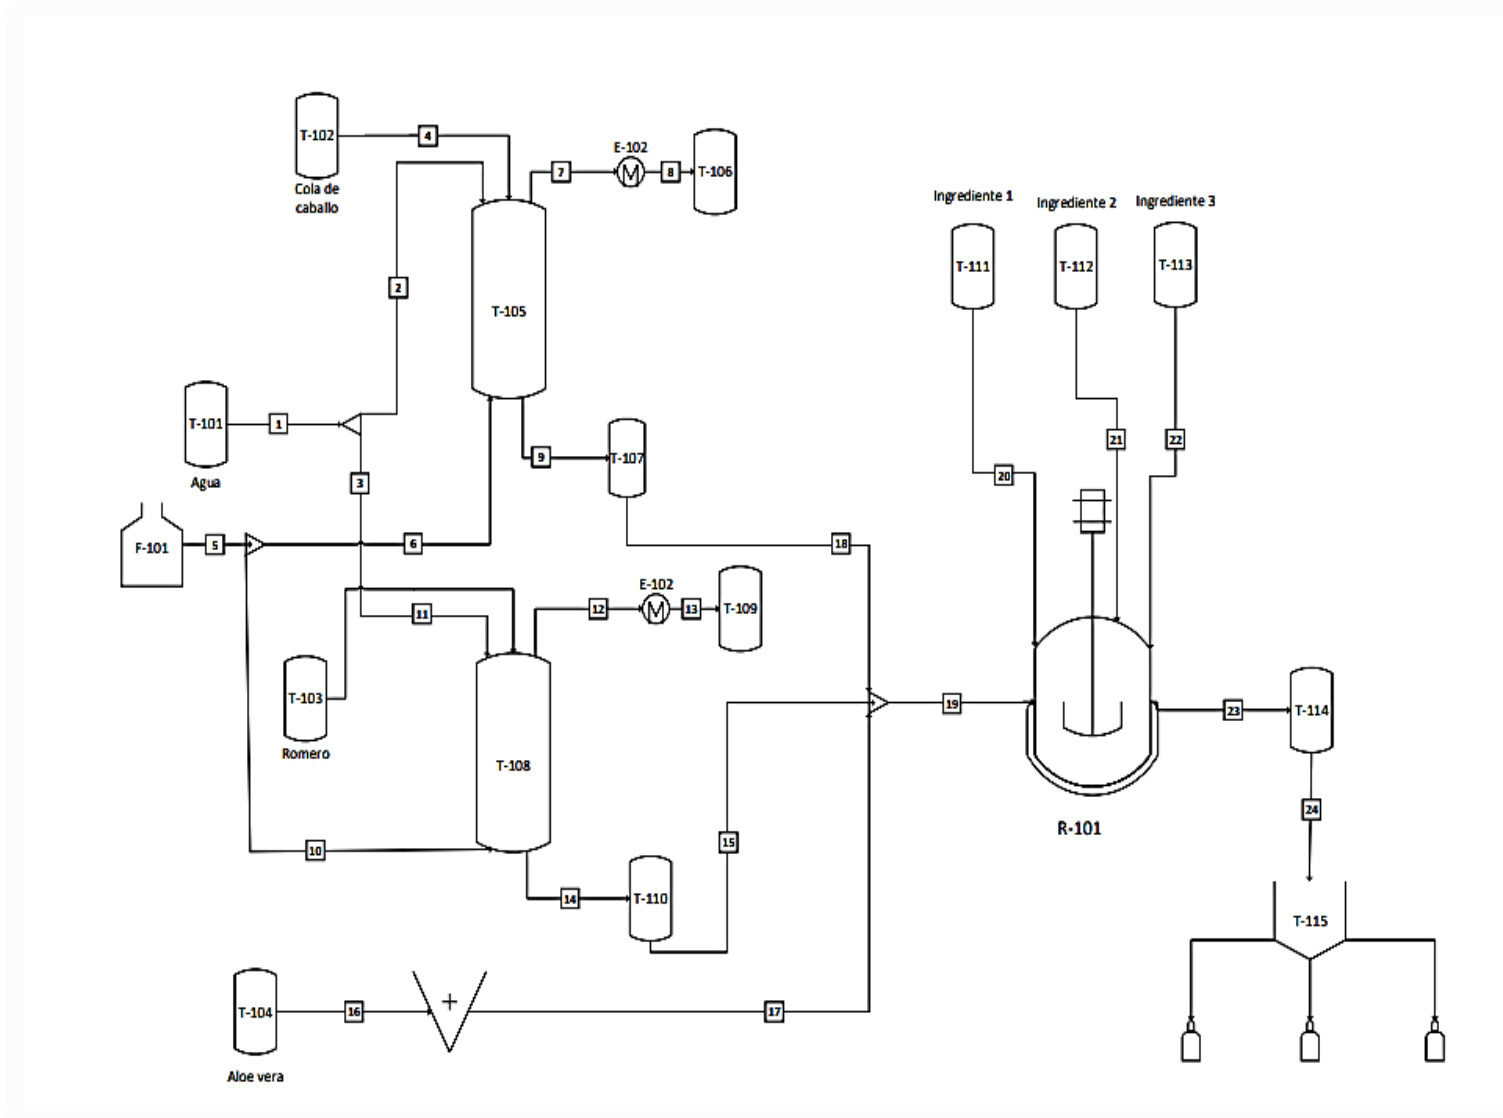 T-102
4
Cola de
caballo
E-102
7
8
T-106
2
T-105
Ingrediente 1
Ingrediente 2
Ingrediente 3
T-111
T-112
T-113
T-101
1
Agua
3
9
T-107
20
21
22
F-101
5
6
18
11
12
E-102
13
T-109
T-103
Romero
T-108
10
14
T-110
15
19
R-101
23
T-114
24
T-115
T-104
16
+
17
Aloe vera